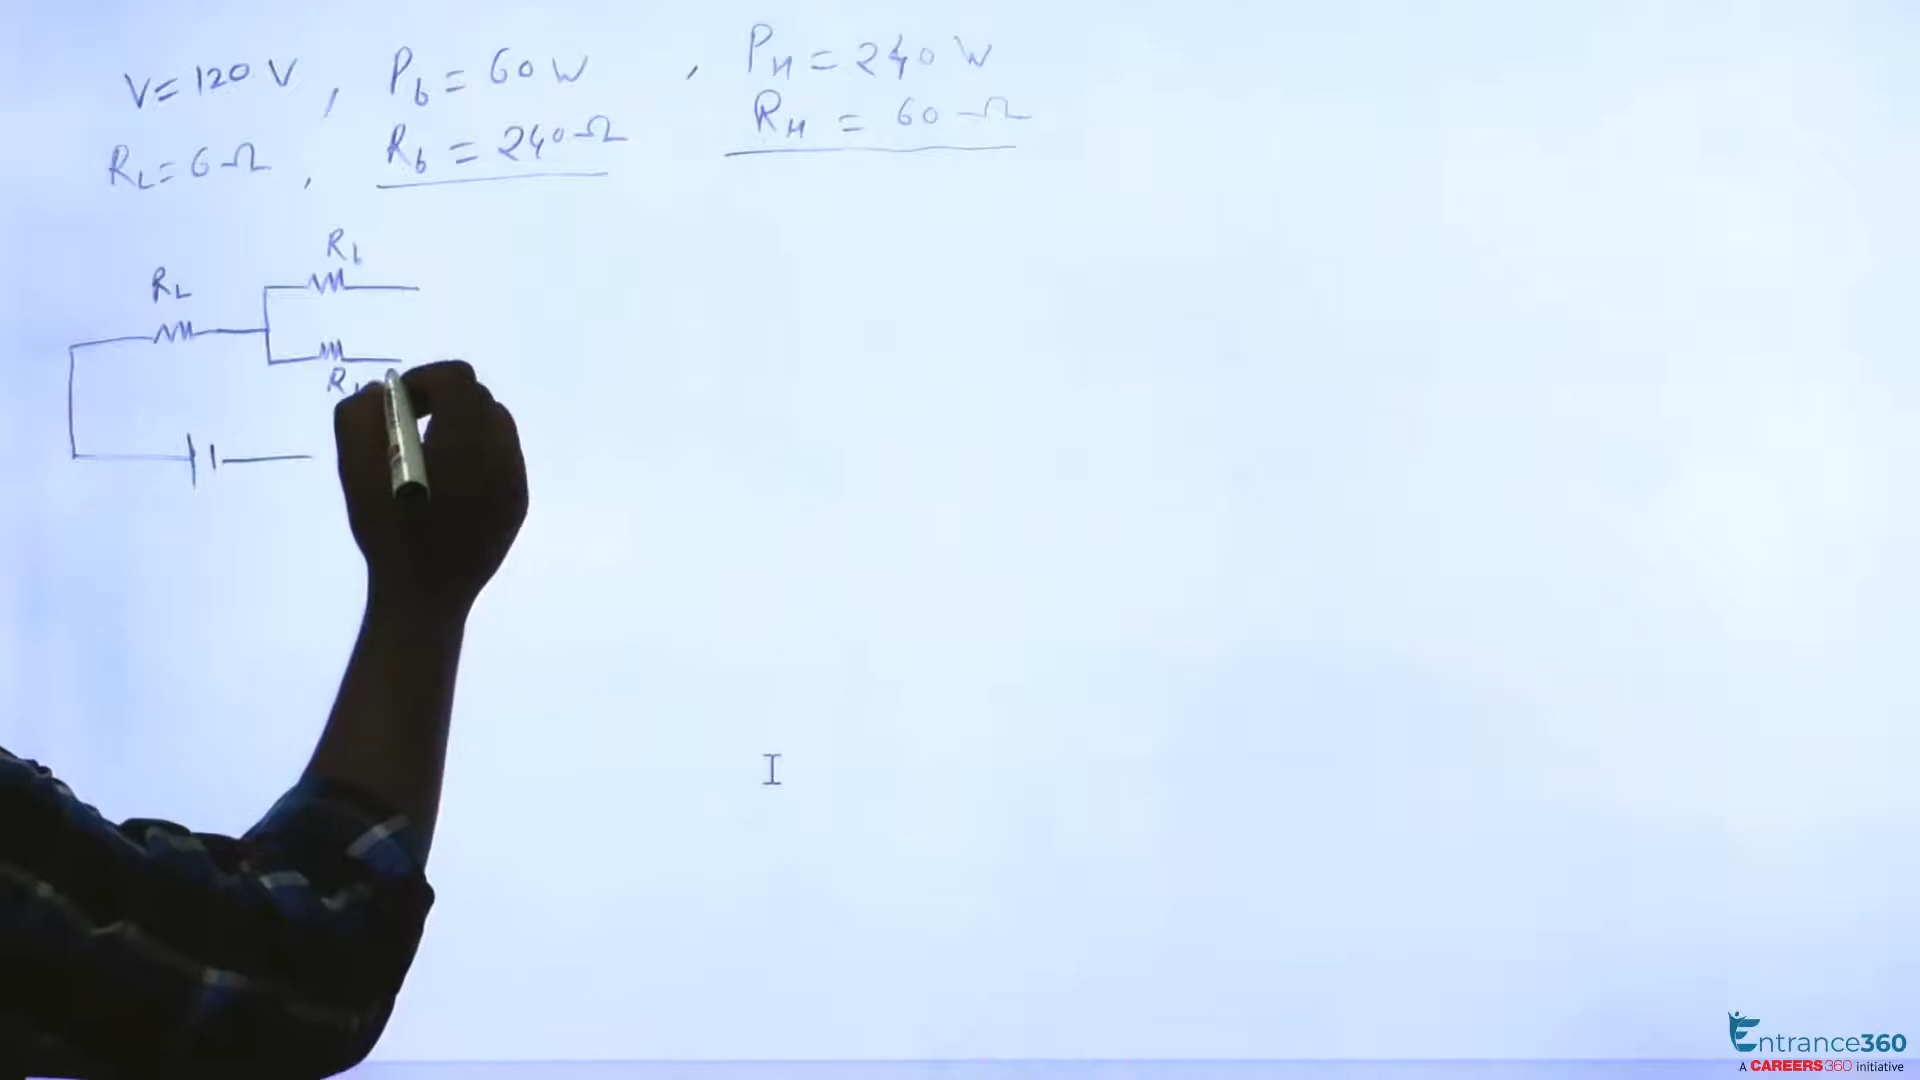 V = 120 V , P_b = 60 W , P_H = 240 W
R_L = 6 Ω , R_b = 240 Ω R_H = 60 Ω
R_L
R_L
Entrance360
A CAREERS360 initiative